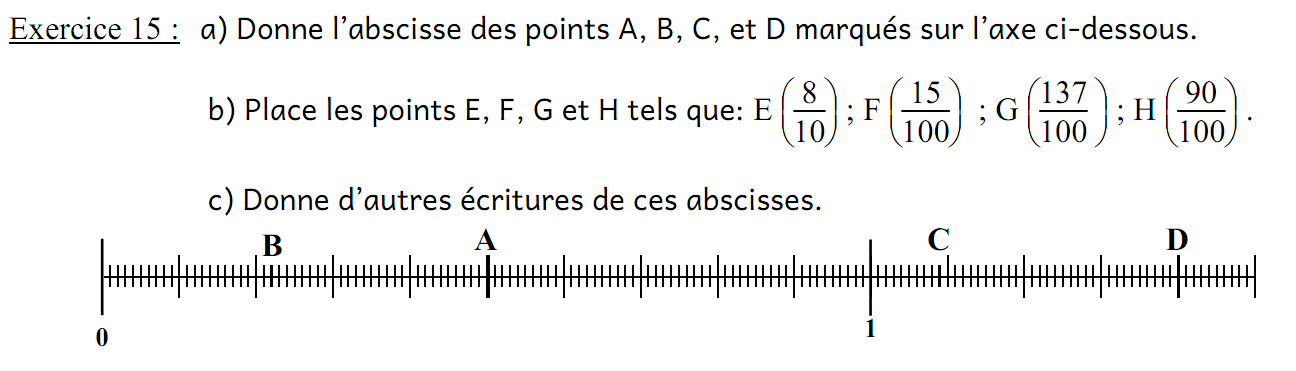 Exercice 15 : a) Donne l’abscisse des points A, B, C, et D marqués sur l’axe ci-dessous.
b) Place les points E, F, G et H tels que: E (8/10) ; F (15/100) ; G (137/100) ; H (90/100) .
c) Donne d’autres écritures de ces abscisses.
B A C D
0 1